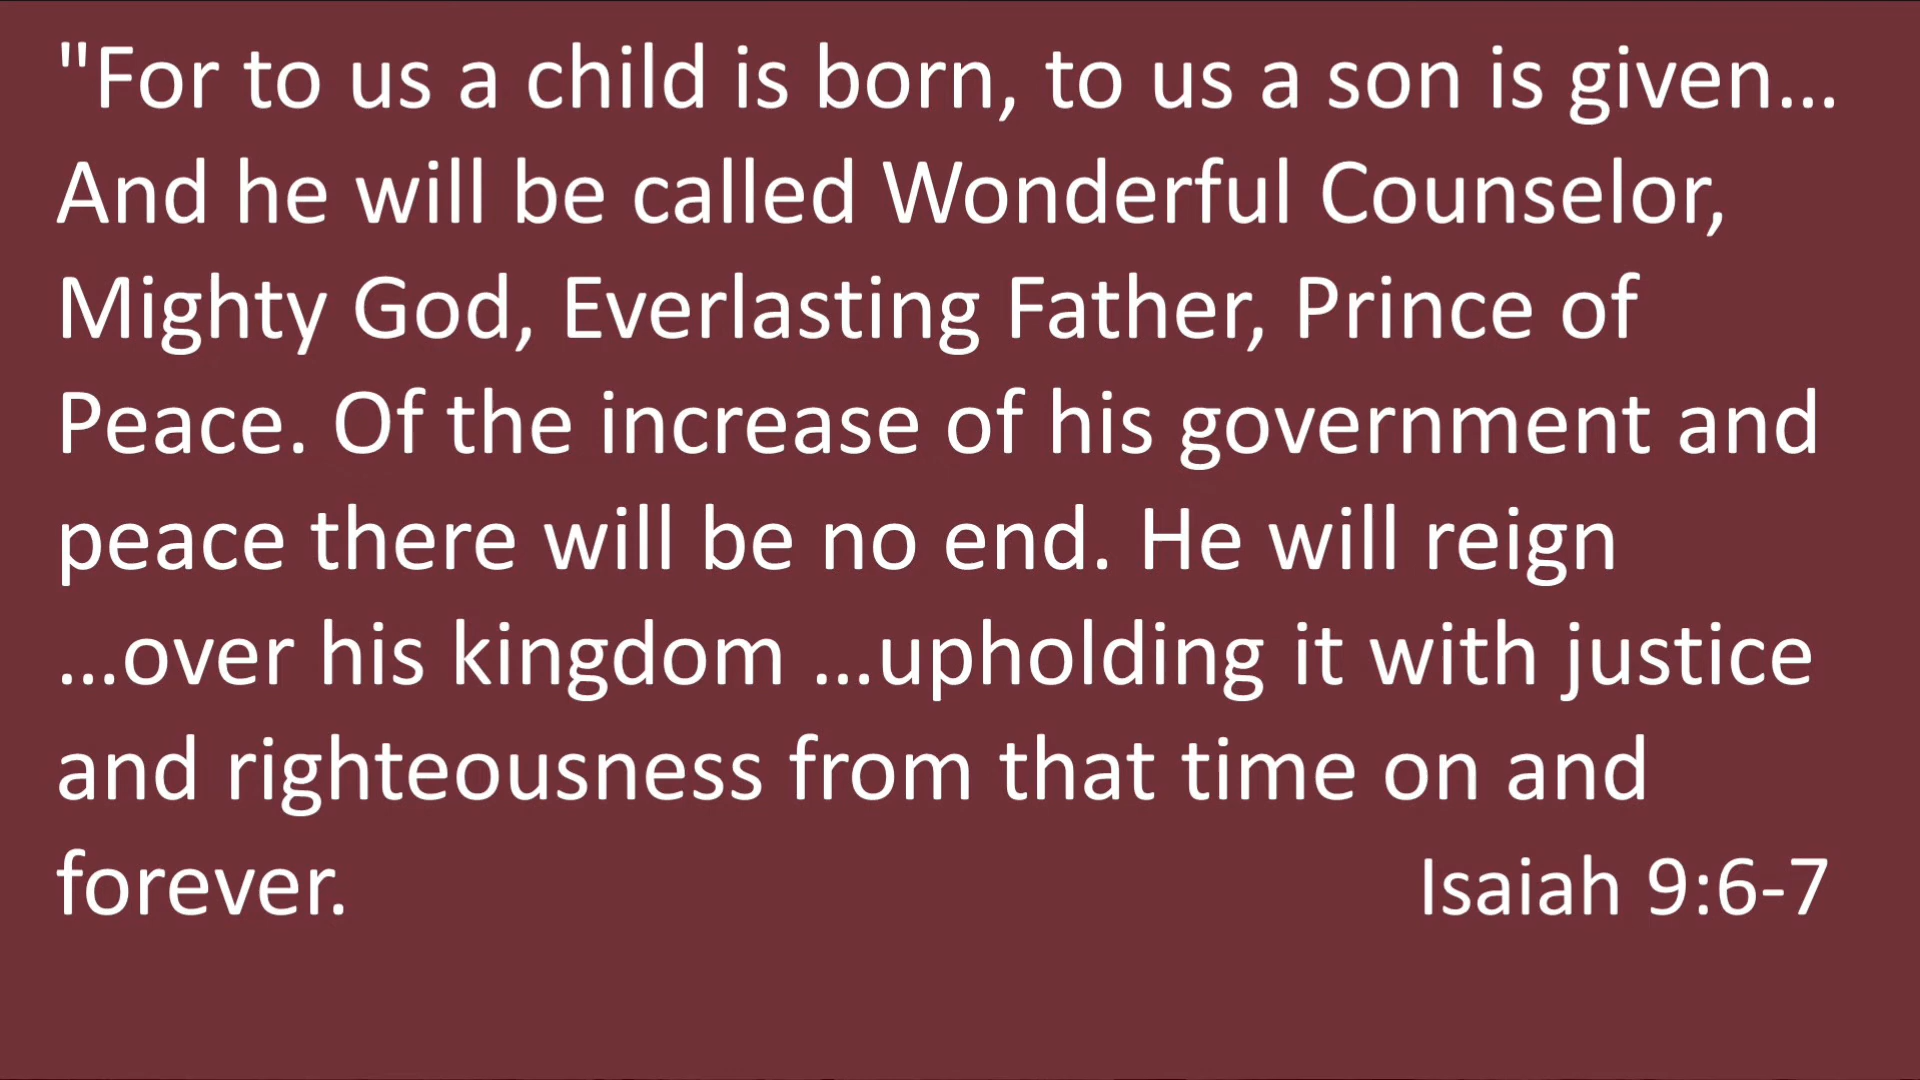 "For to us a child is born, to us a son is given…
And he will be called Wonderful Counselor,
Mighty God, Everlasting Father, Prince of
Peace. Of the increase of his government and
peace there will be no end. He will reign
…over his kingdom …upholding it with justice
and righteousness from that time on and
forever. Isaiah 9:6-7